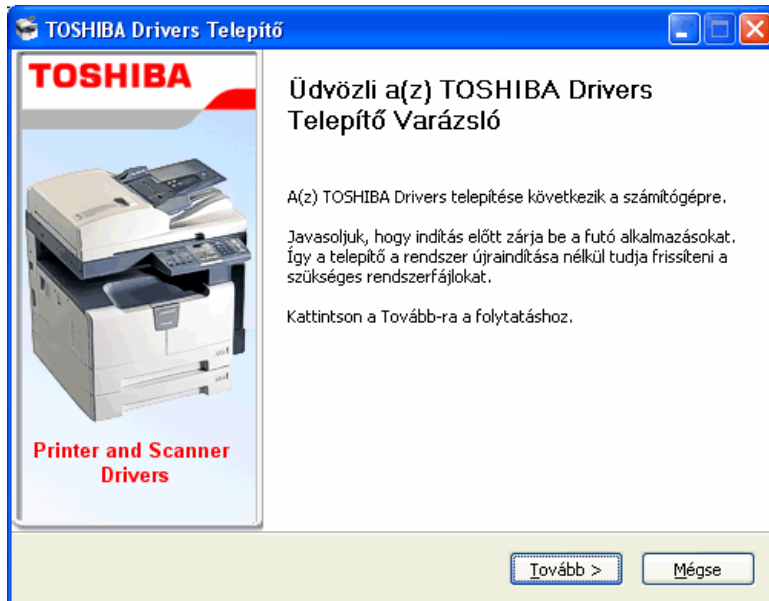 TOSHIBA Drivers Telepítő
TOSHIBA
Üdvözli a(z) TOSHIBA Drivers
Telepítő Varázsló
A(z) TOSHIBA Drivers telepítése következik a számítógépre.
Javasoljuk, hogy indítás előtt zárja be a futó alkalmazásokat.
Így a telepítő a rendszer újraindítása nélkül tudja frissíteni a
szükséges rendszerfájlokat.
Kattintson a Tovább-ra a folytatáshoz.
Printer and Scanner
Drivers
Tovább >
Mégse